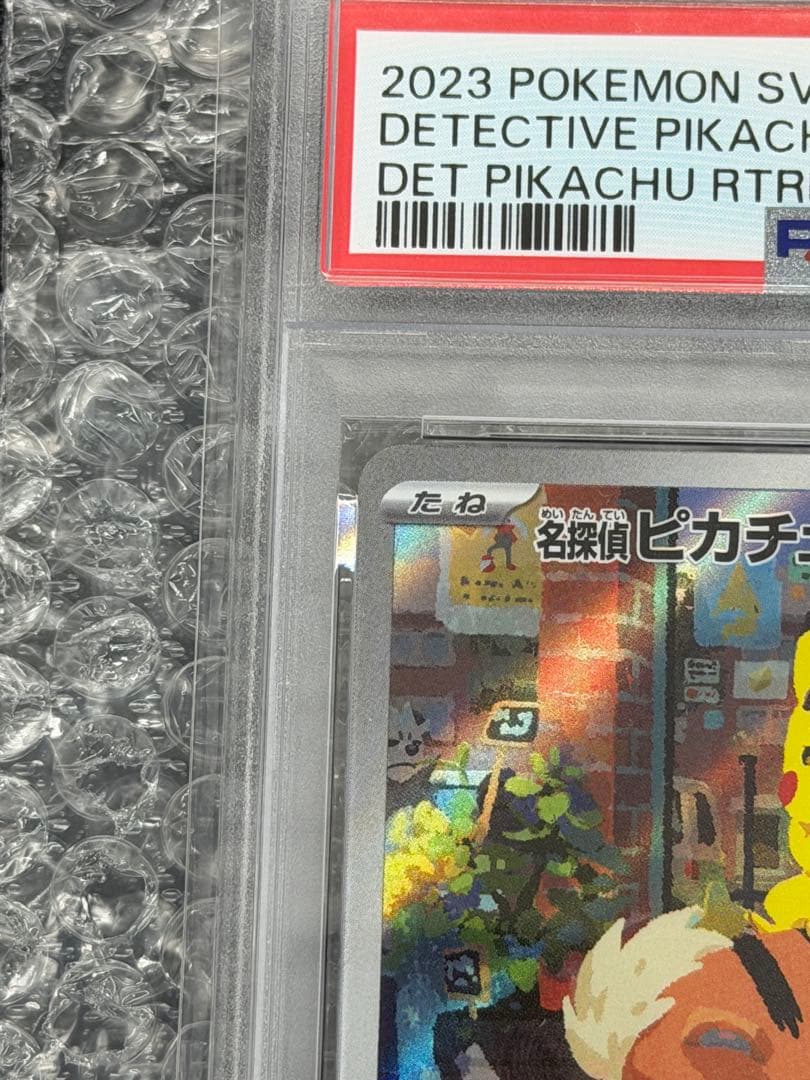 2023 POKEMON SV
DETECTIVE PIKACH
DET PIKACHU RTR
P
たね
めいたんてい
名探偵ピカチュ